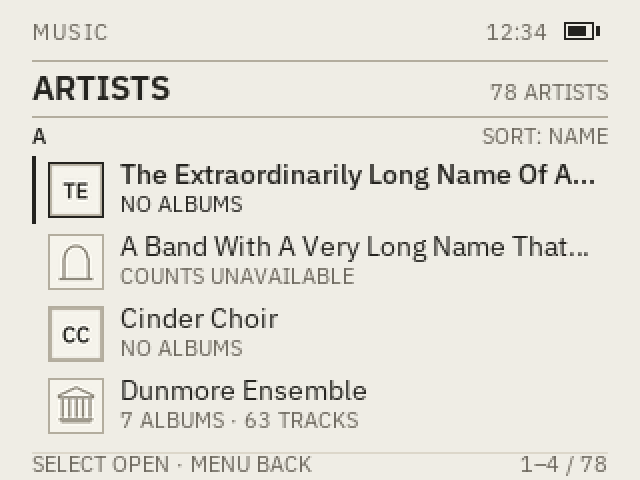 MUSIC 12:34
ARTISTS 78 ARTISTS
A SORT: NAME
TE The Extraordinarily Long Name Of A...
NO ALBUMS
A Band With A Very Long Name That...
COUNTS UNAVAILABLE
CC Cinder Choir
NO ALBUMS
Dunmore Ensemble
7 ALBUMS · 63 TRACKS
SELECT OPEN · MENU BACK 1–4 / 78